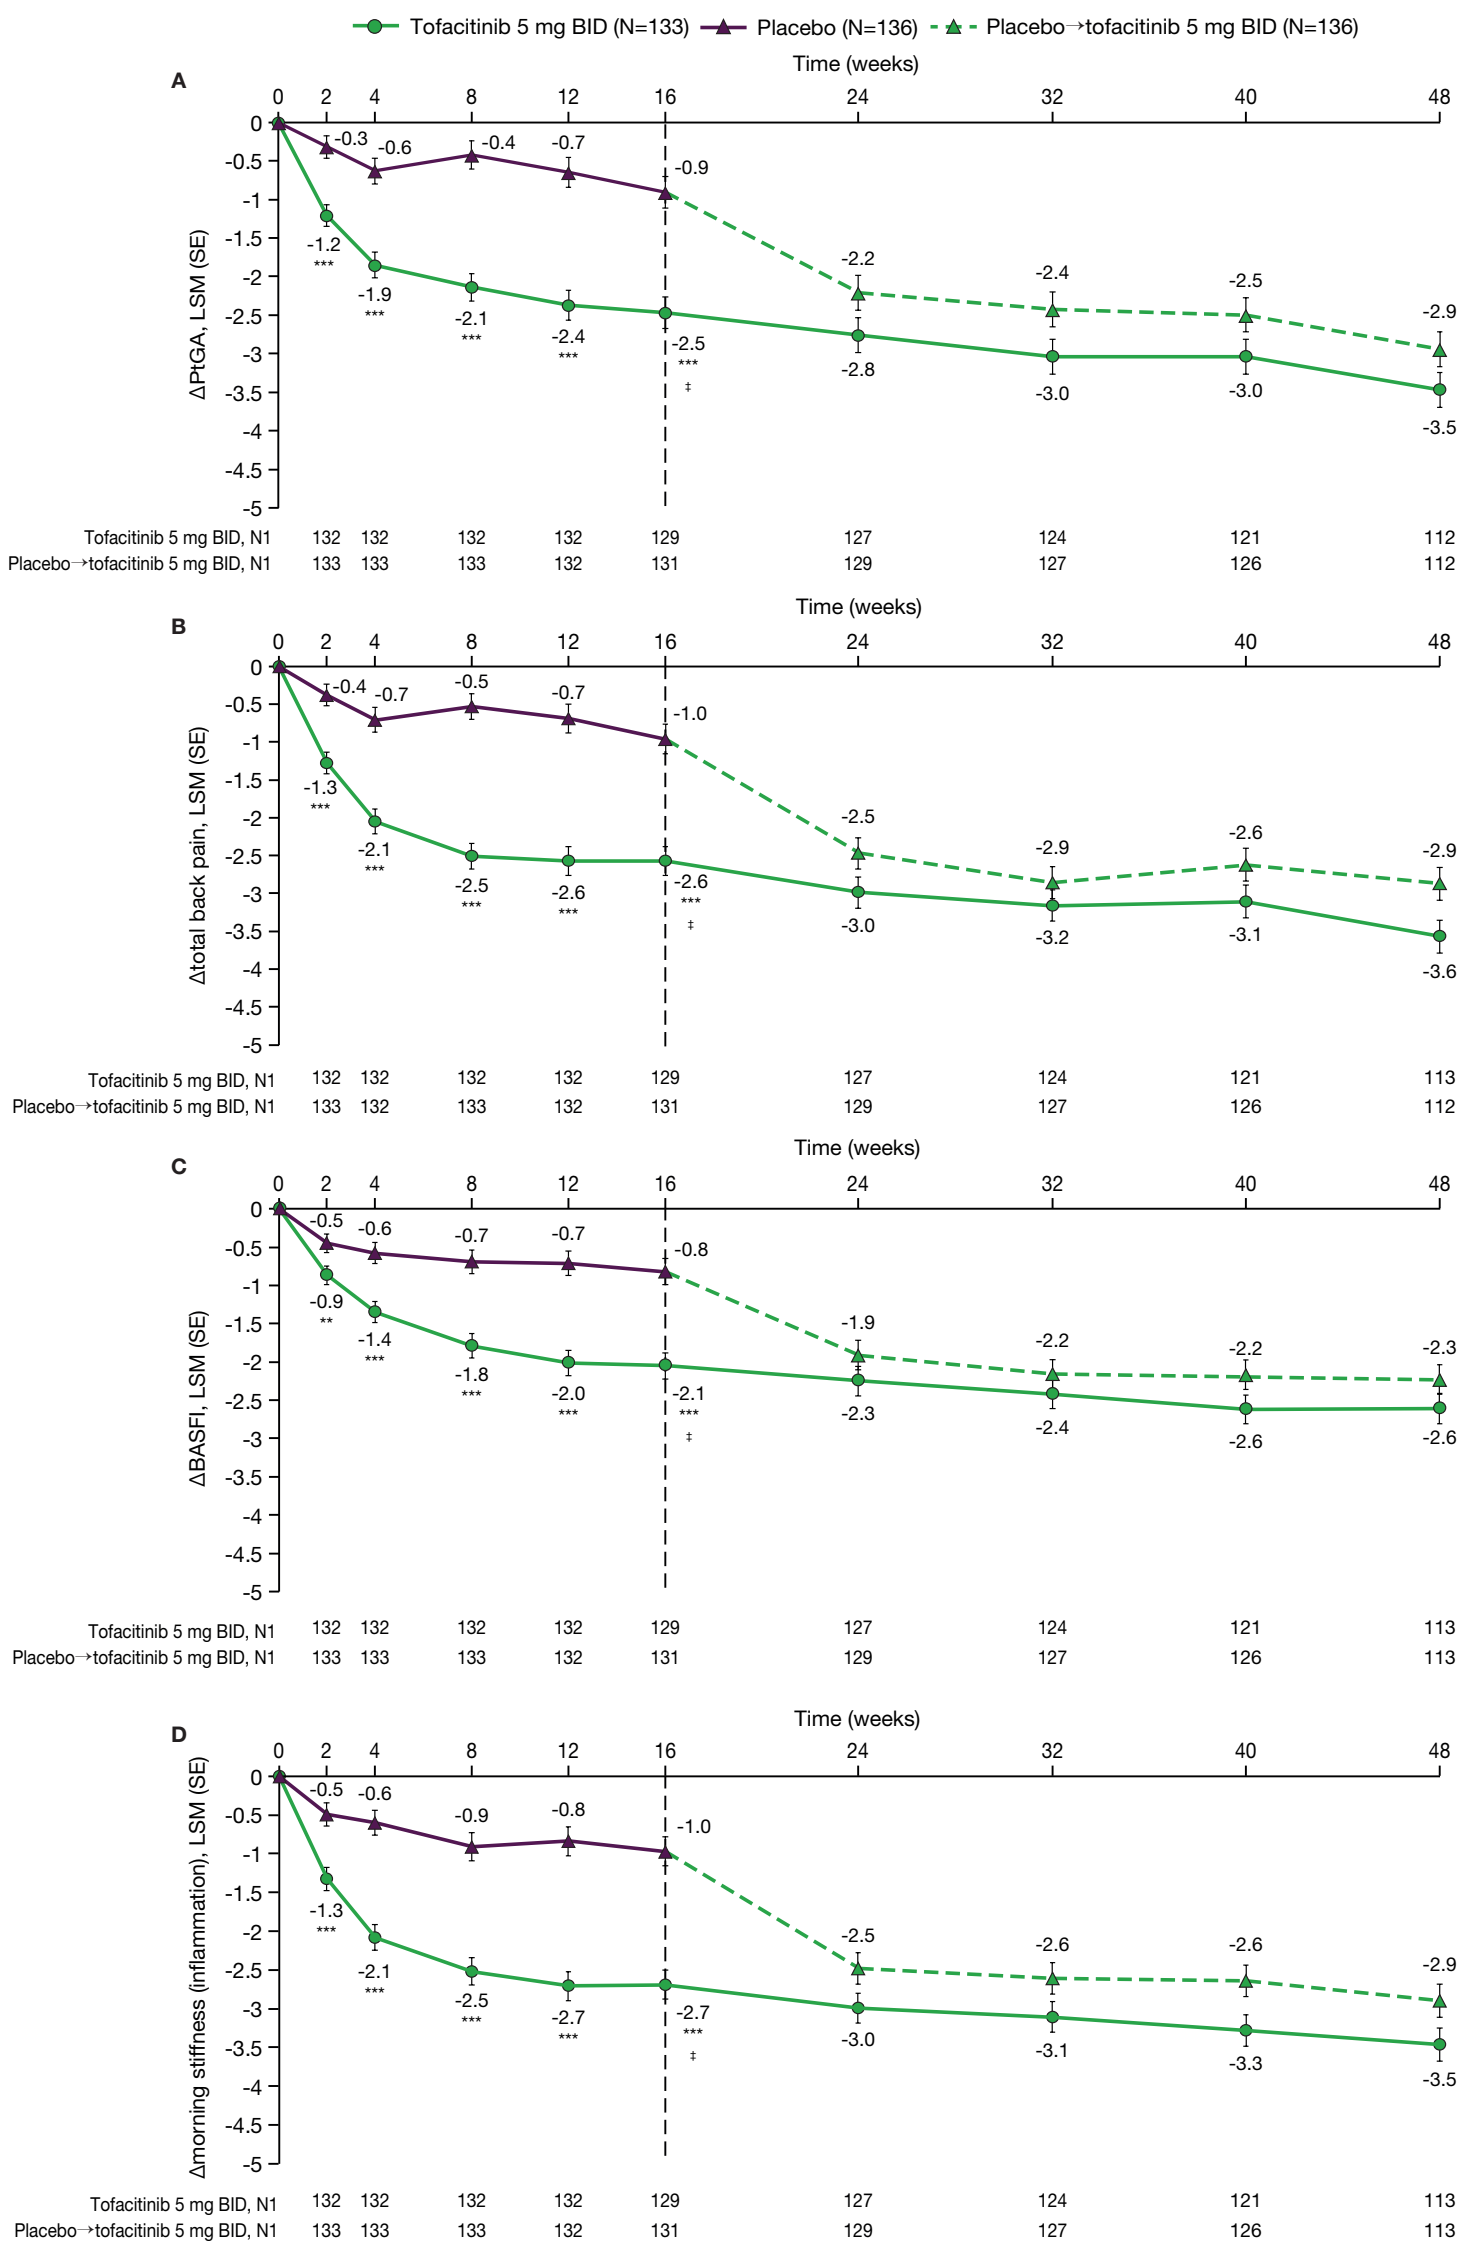 Tofacitinib 5 mg BID (N=133) Placebo (N=136) Placebo→tofacitinib 5 mg BID (N=136)
A
Time (weeks)
0 2 4 8 12 16 24 32 40 48
0
-0.5
-1
-1.5
-2
-2.5
-3
-3.5
-4
-4.5
-5
ΔPtGA, LSM (SE)
-0.3 -0.6 -0.4 -0.7 -0.9
-2.2 -2.4 -2.5 -2.9
-1.2 -1.9 -2.1 -2.4 -2.5 -2.8 -3.0 -3.0 -3.5
*** *** *** *** ***
‡
Tofacitinib 5 mg BID, N1 132 132 132 132 129 127 124 121 112
Placebo→tofacitinib 5 mg BID, N1 133 133 133 132 131 129 127 126 112
B
Time (weeks)
0 2 4 8 12 16 24 32 40 48
0
-0.5
-1
-1.5
-2
-2.5
-3
-3.5
-4
-4.5
-5
Δtotal back pain, LSM (SE)
-0.4 -0.7 -0.5 -0.7 -1.0
-2.5 -2.9 -2.6 -2.9
-1.3 -2.1 -2.5 -2.6 -2.6 -3.0 -3.2 -3.1 -3.6
*** *** *** *** ***
‡
Tofacitinib 5 mg BID, N1 132 132 132 132 129 127 124 121 113
Placebo→tofacitinib 5 mg BID, N1 133 132 133 132 131 129 127 126 112
C
Time (weeks)
0 2 4 8 12 16 24 32 40 48
0
-0.5
-1
-1.5
-2
-2.5
-3
-3.5
-4
-4.5
-5
ΔBASFI, LSM (SE)
-0.5 -0.6 -0.7 -0.7 -0.8
-1.9 -2.2 -2.2 -2.3
-0.9 -1.4 -1.8 -2.0 -2.1 -2.3 -2.4 -2.6 -2.6
** *** *** *** ***
‡
Tofacitinib 5 mg BID, N1 132 132 132 132 129 127 124 121 113
Placebo→tofacitinib 5 mg BID, N1 133 133 133 132 131 129 127 126 113
D
Time (weeks)
0 2 4 8 12 16 24 32 40 48
0
-0.5
-1
-1.5
-2
-2.5
-3
-3.5
-4
-4.5
-5
Δmorning stiffness (inflammation), LSM (SE)
-0.5 -0.6 -0.9 -0.8 -1.0
-2.5 -2.6 -2.6 -2.9
-1.3 -2.1 -2.5 -2.7 -2.7 -3.0 -3.1 -3.3 -3.5
*** *** *** *** ***
‡
Tofacitinib 5 mg BID, N1 132 132 132 132 129 127 124 121 113
Placebo→tofacitinib 5 mg BID, N1 133 133 133 132 131 129 127 126 113